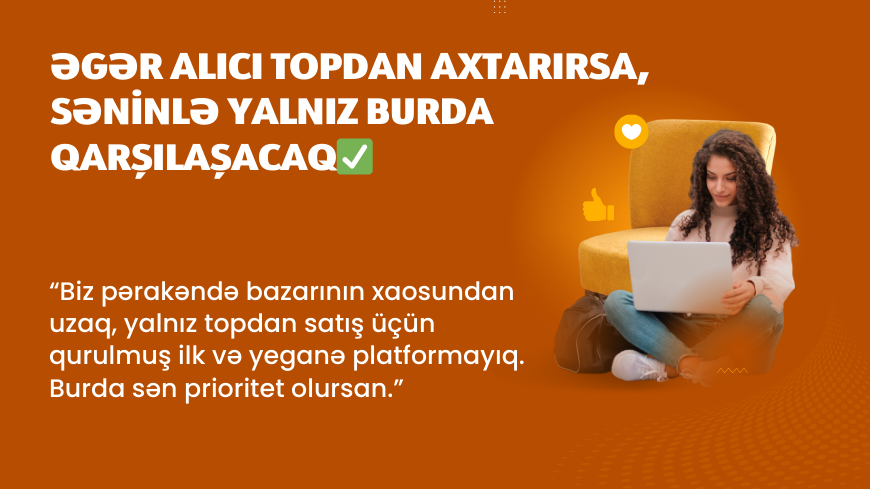 ƏGƏR ALICI TOPDAN AXTARIRSA,
SƏNİNLƏ YALNIZ BURDA
QARŞILAŞACAQ✅
“Biz pərakəndə bazarının xaosundan
uzaq, yalnız topdan satış üçün
qurulmuş ilk və yeganə platformayıq.
Burda sən prioritet olursan.”